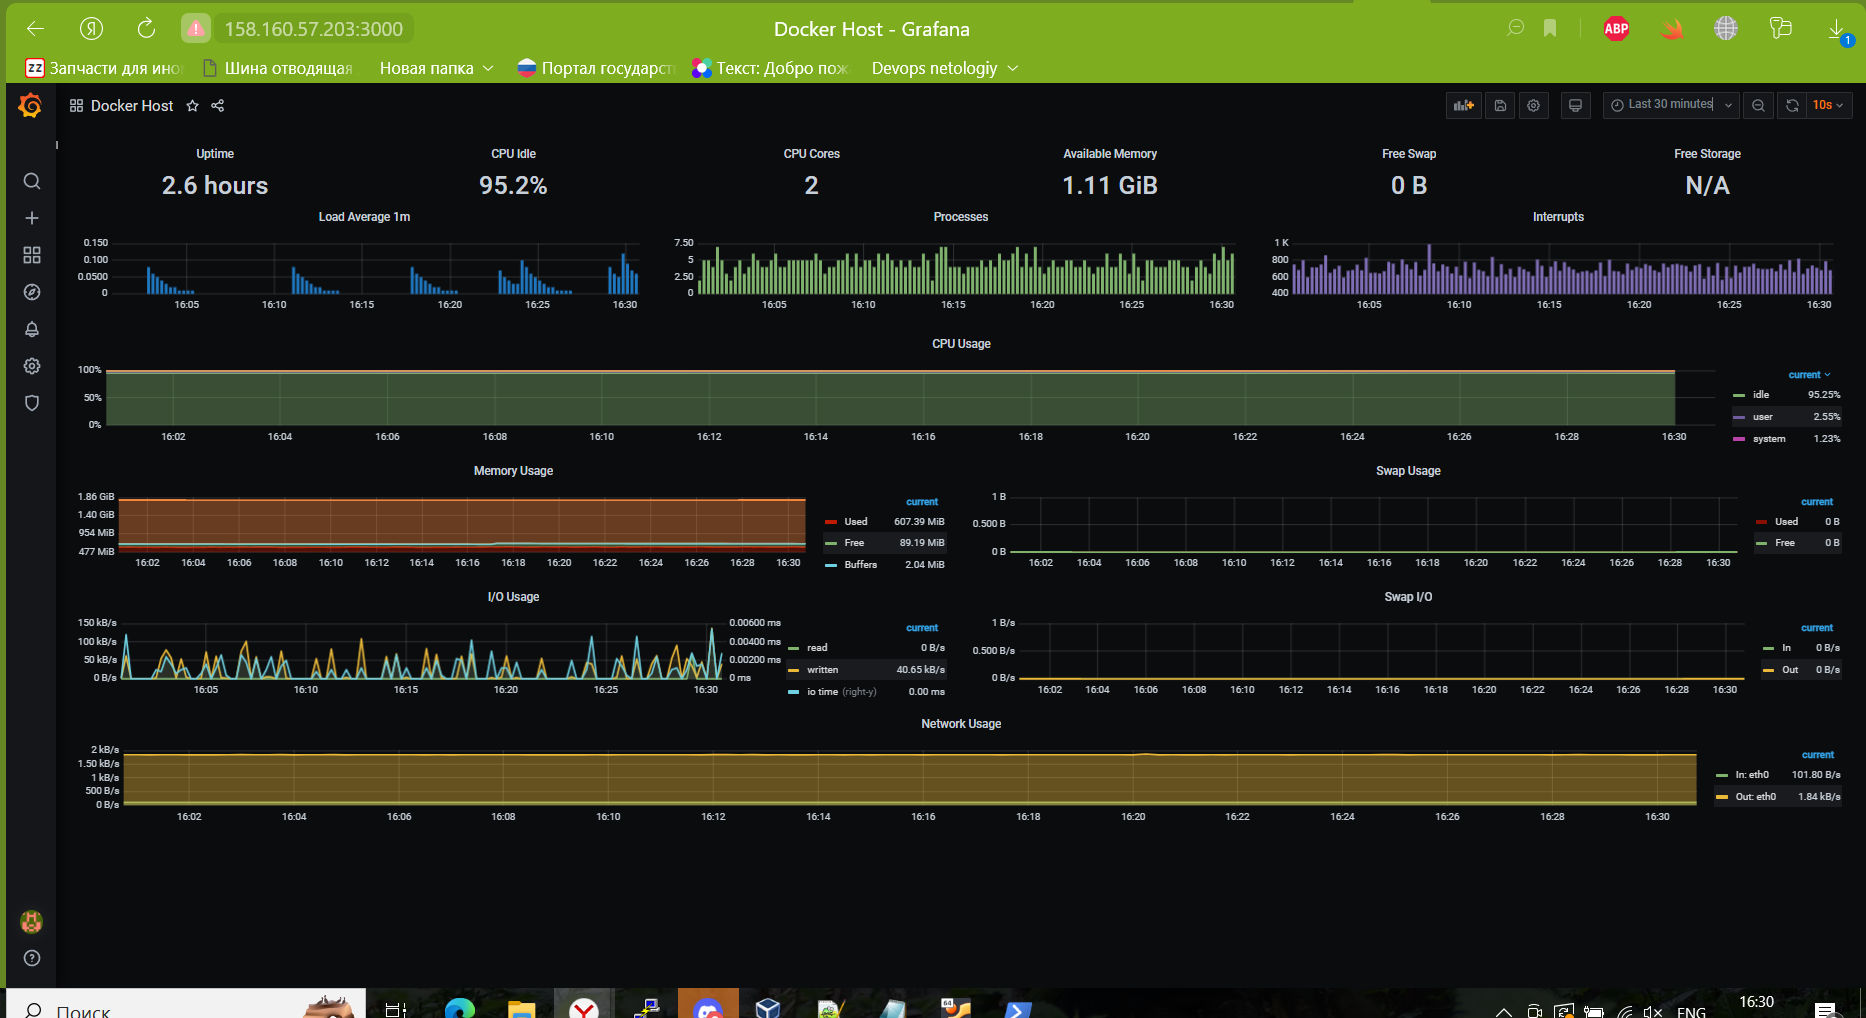 Я
158.160.57.203:3000
Docker Host - Grafana
ABP
1
ZZ Запчасти для ино
Шина отводящая
Новая папка
Портал государст
Текст: Добро пож
Devops netologiy
Docker Host
Last 30 minutes
10s
Uptime
2.6 hours
CPU Idle
95.2%
CPU Cores
2
Available Memory
1.11 GiB
Free Swap
0 B
Free Storage
N/A
Load Average 1m
0.150
0.100
0.0500
0
16:05 16:10 16:15 16:20 16:25 16:30
Processes
7.50
5
2.50
0
16:05 16:10 16:15 16:20 16:25 16:30
Interrupts
1 K
800
600
400
16:05 16:10 16:15 16:20 16:25 16:30
CPU Usage
100%
50%
0%
16:02 16:04 16:06 16:08 16:10 16:12 16:14 16:16 16:18 16:20 16:22 16:24 16:26 16:28 16:30
current
idle 95.25%
user 2.55%
system 1.23%
Memory Usage
1.86 GiB
1.40 GiB
954 MiB
477 MiB
16:02 16:04 16:06 16:08 16:10 16:12 16:14 16:16 16:18 16:20 16:22 16:24 16:26 16:28 16:30
current
Used 607.39 MiB
Free 89.19 MiB
Buffers 2.04 MiB
Swap Usage
1 B
0.500 B
0 B
16:02 16:04 16:06 16:08 16:10 16:12 16:14 16:16 16:18 16:20 16:22 16:24 16:26 16:28 16:30
current
Used 0 B
Free 0 B
I/O Usage
150 kB/s
100 kB/s
50 kB/s
0 B/s
0.00600 ms
0.00400 ms
0.00200 ms
0 ms
16:05 16:10 16:15 16:20 16:25 16:30
current
read 0 B/s
written 40.65 kB/s
io time (right-y) 0.00 ms
Swap I/O
1 B/s
0.500 B/s
0 B/s
16:02 16:04 16:06 16:08 16:10 16:12 16:14 16:16 16:18 16:20 16:22 16:24 16:26 16:28 16:30
current
In 0 B/s
Out 0 B/s
Network Usage
2 kB/s
1.50 kB/s
1 kB/s
500 B/s
0 B/s
16:02 16:04 16:06 16:08 16:10 16:12 16:14 16:16 16:18 16:20 16:22 16:24 16:26 16:28 16:30
current
In: eth0 101.80 B/s
Out: eth0 1.84 kB/s
Поиск
64
ENG
16:30